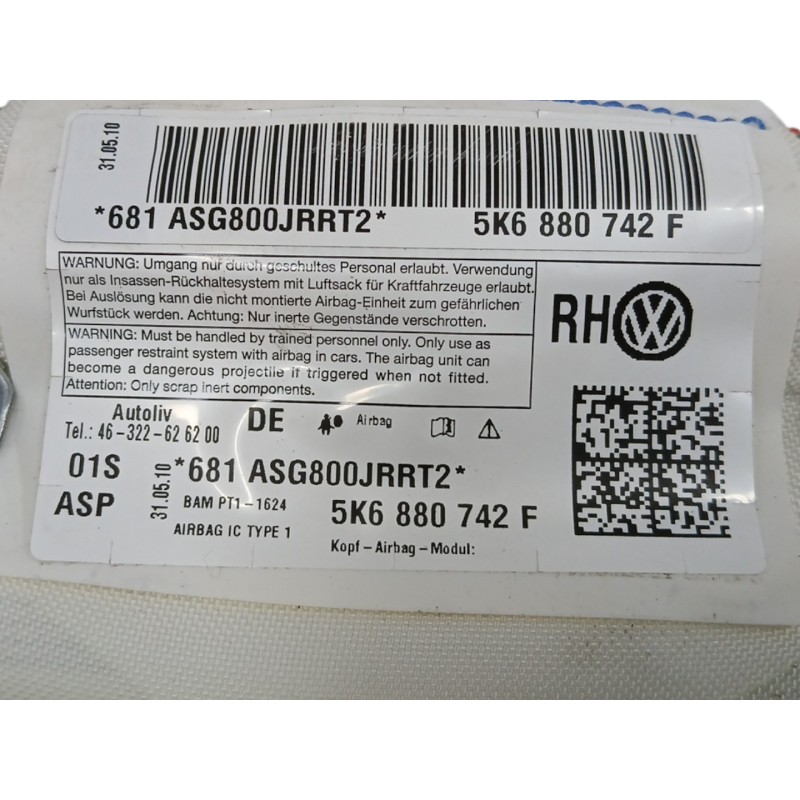 31.05.10
*681 ASG800JRRT2* 5K6 880 742 F
WARNUNG: Umgang nur durch geschultes Personal erlaubt. Verwendung
nur als Insassen-Rückhaltesystem mit Luftsack für Kraftfahrzeuge erlaubt.
Bei Auslösung kann die nicht montierte Airbag-Einheit zum gefährlichen
Wurfstück werden. Achtung: Nur inerte Gegenstände verschrotten.
WARNING: Must be handled by trained personnel only. Only use as
passenger restraint system with airbag in cars. The airbag unit can
become a dangerous projectile if triggered when not fitted.
Attention: Only scrap inert components.
RH
Autoliv DE Airbag
Tel.: 46-322-626200
01S 31.05.10 *681 ASG800JRRT2*
ASP BAM PT1-1624 5K6 880 742 F
AIRBAG IC TYPE 1 Kopf-Airbag-Modul: